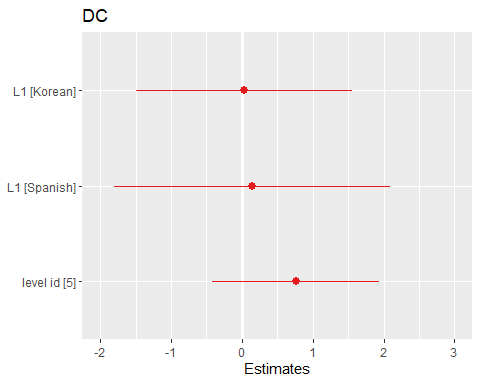 DC
L1 [Korean]
L1 [Spanish]
level id [5]
-2 -1 0 1 2 3
Estimates